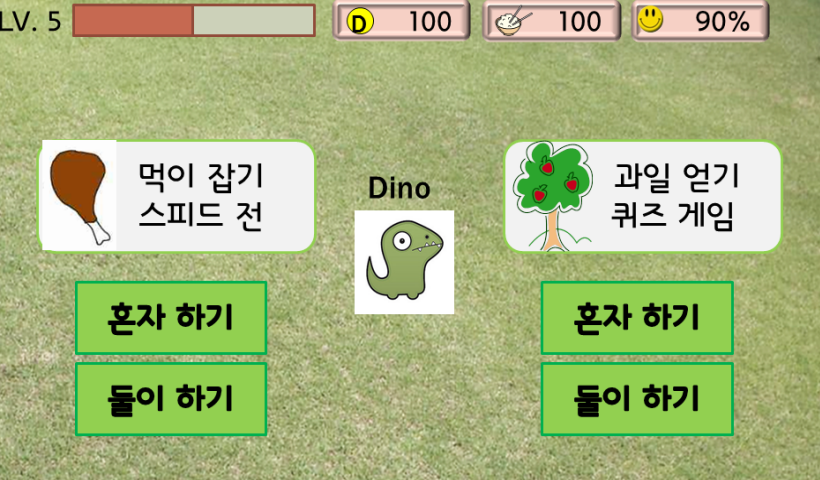 LV. 5
D 100
100
90%
먹이 잡기
스피드 전
Dino
과일 얻기
퀴즈 게임
혼자 하기
혼자 하기
둘이 하기
둘이 하기